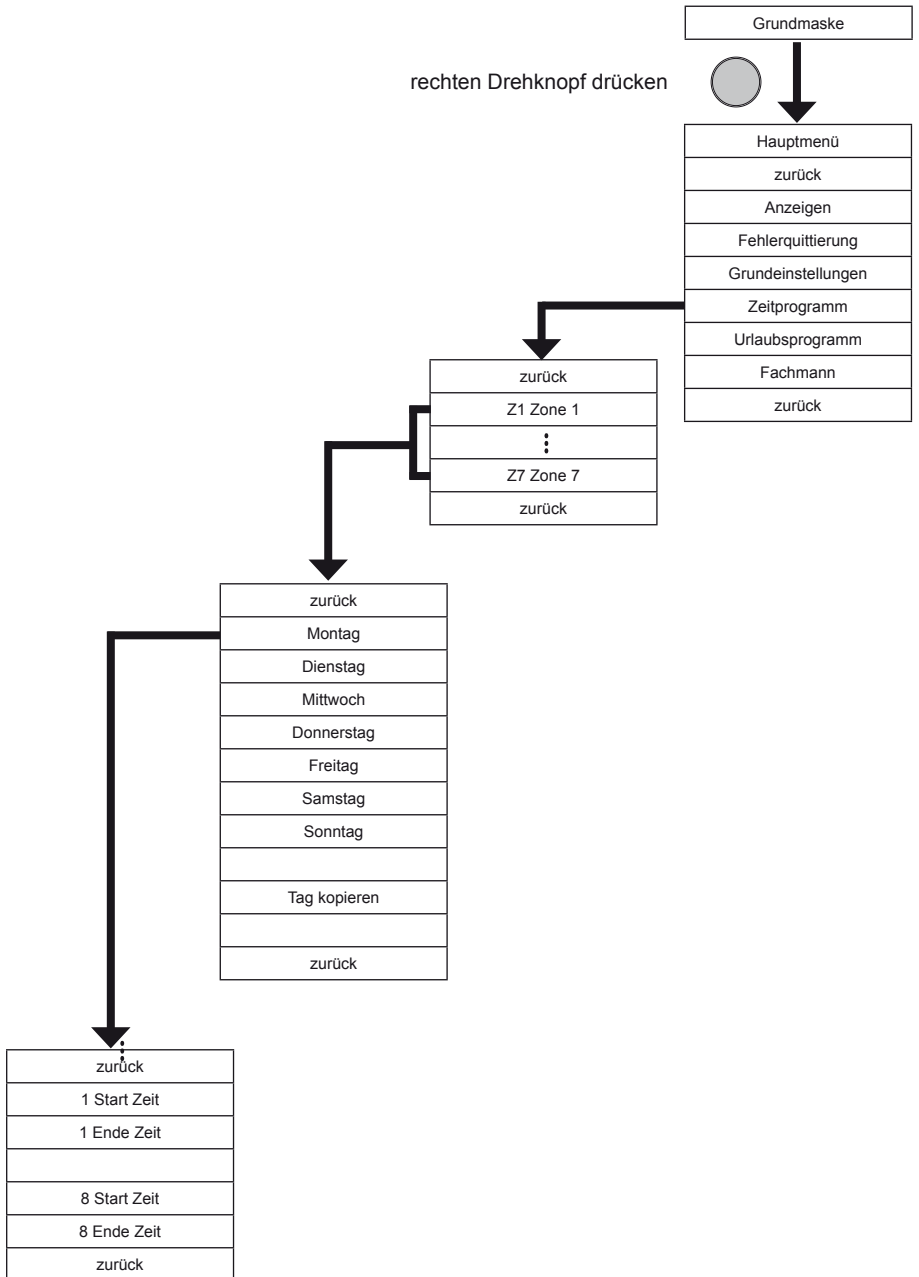 Grundmaske
rechten Drehknopf drücken
Hauptmenü
zurück
Anzeigen
Fehlerquittierung
Grundeinstellungen
Zeitprogramm
Urlaubsprogramm
Fachmann
zurück
zurück
Z1 Zone 1
Z7 Zone 7
zurück
zurück
Montag
Dienstag
Mittwoch
Donnerstag
Freitag
Samstag
Sonntag
Tag kopieren
zurück
zurück
1 Start Zeit
1 Ende Zeit
8 Start Zeit
8 Ende Zeit
zurück